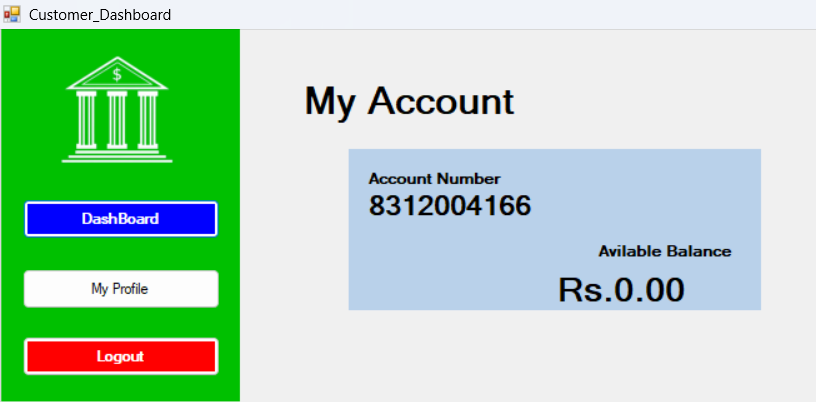 Customer_Dashboard
$
My Account
Account Number
8312004166
Avilable Balance
Rs.0.00
DashBoard
My Profile
Logout